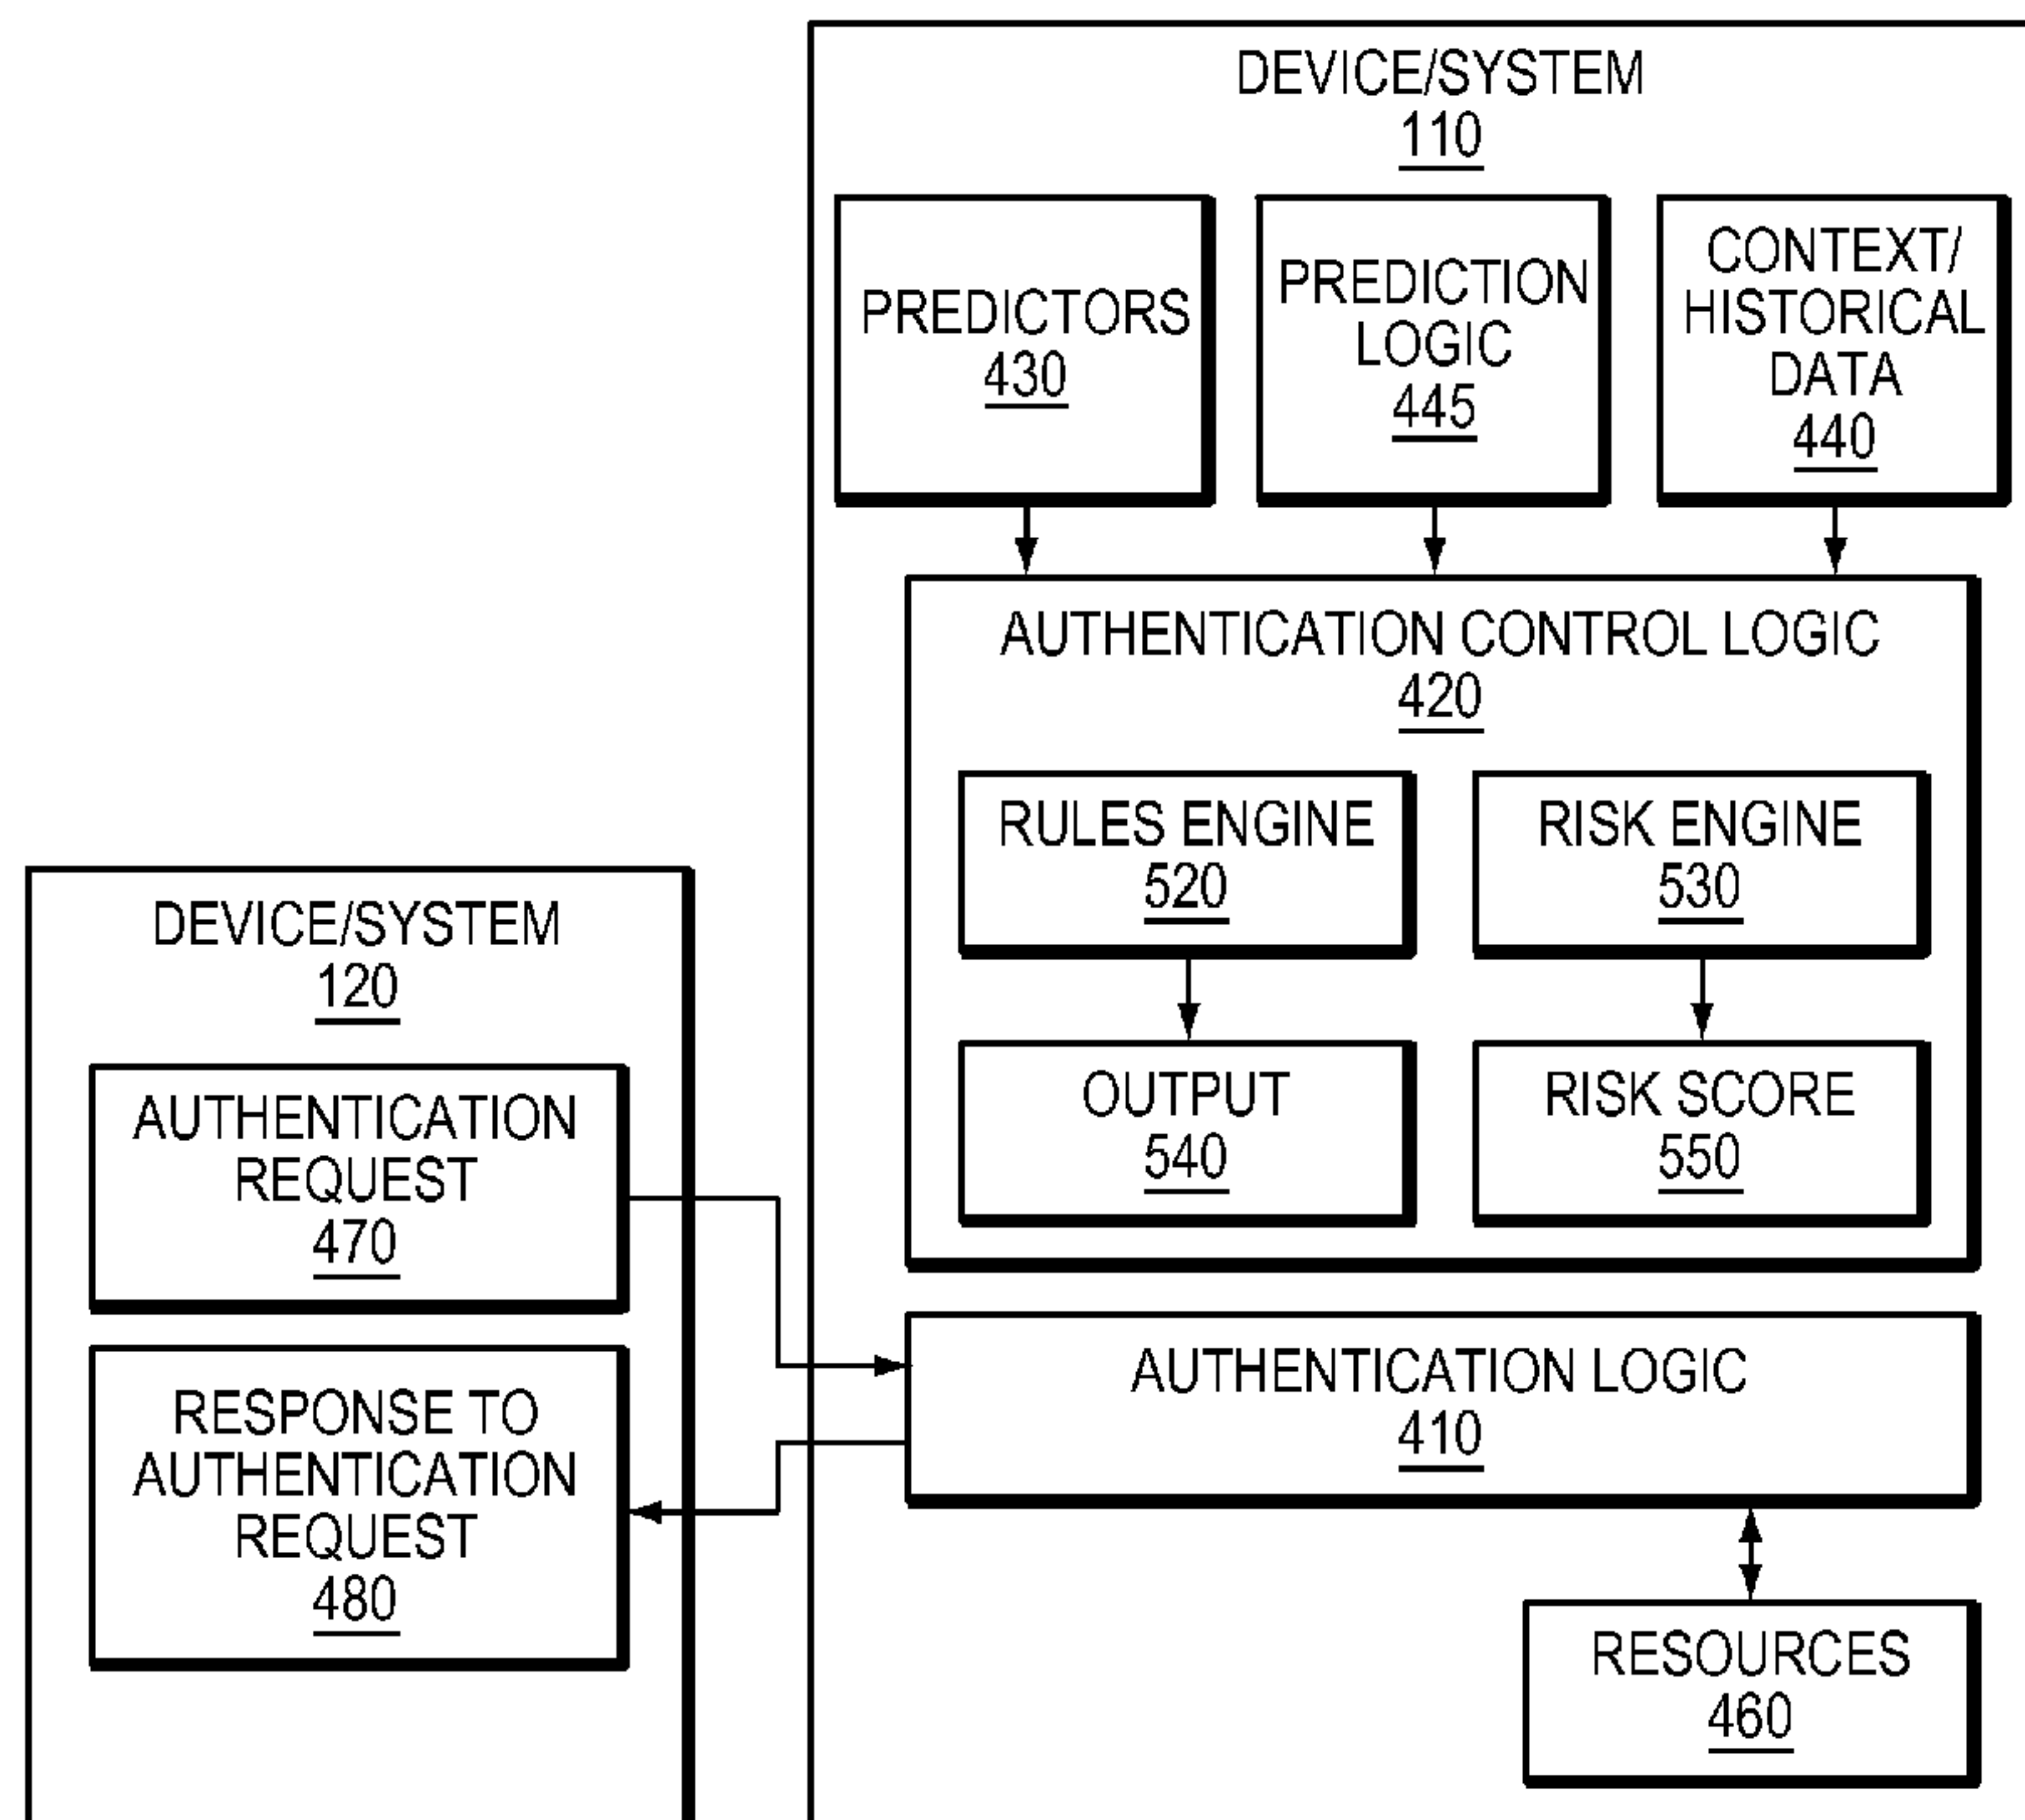 DEVICE/SYSTEM
110
PREDICTORS
430
PREDICTION
LOGIC
445
CONTEXT/
HISTORICAL
DATA
440
AUTHENTICATION CONTROL LOGIC
420
RULES ENGINE
520
RISK ENGINE
530
OUTPUT
540
RISK SCORE
550
DEVICE/SYSTEM
120
AUTHENTICATION
REQUEST
470
RESPONSE TO
AUTHENTICATION
REQUEST
480
AUTHENTICATION LOGIC
410
RESOURCES
460